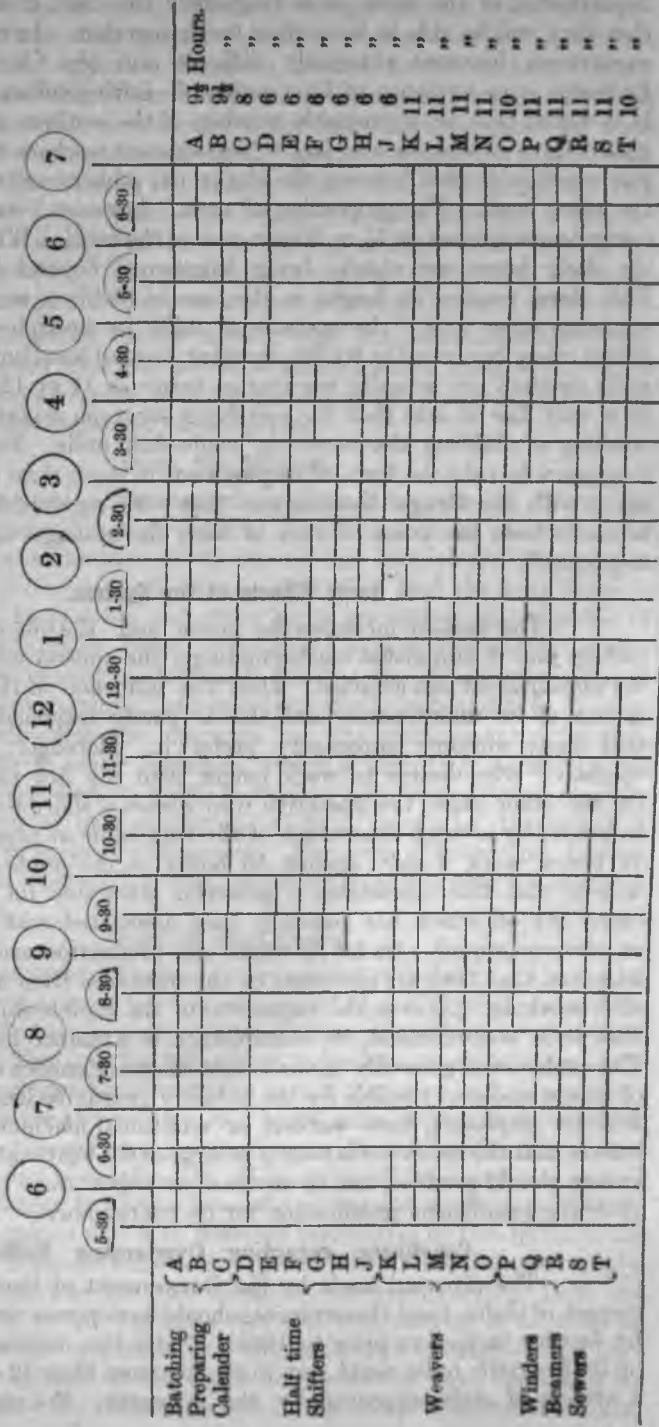 6 7 8 9 10 11 12 1 2 3 4 5 6 7
5-30 6-30 7-30 8-30 9-30 10-30 11-30 12-30 1-30 2-30 3-30 4-30 5-30 6-30
Batching A A 9½ Hours.
Preparing B B 9½ ,,
Calender C C 8 ,,
D D 6 ,,
E E 6 ,,
Half time F F 6 ,,
Shifters G G 6 ,,
H H 6 ,,
J J 6 ,,
K K 11 ,,
L L 11 ,,
Weavers M M 11 ,,
N N 11 ,,
O O 10 ,,
P P 11 ,,
Winders Q Q 11 ,,
Beamers R R 11 ,,
Sewers S S 11 ,,
T T 10 ,,